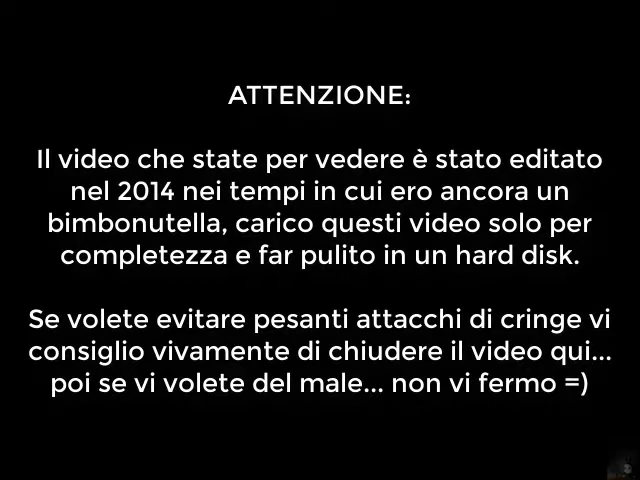 ATTENZIONE:
Il video che state per vedere è stato editato
nel 2014 nei tempi in cui ero ancora un
bimbonutella, carico questi video solo per
completezza e far pulito in un hard disk.
Se volete evitare pesanti attacchi di cringe vi
consiglio vivamente di chiudere il video qui...
poi se vi volete del male... non vi fermo =)